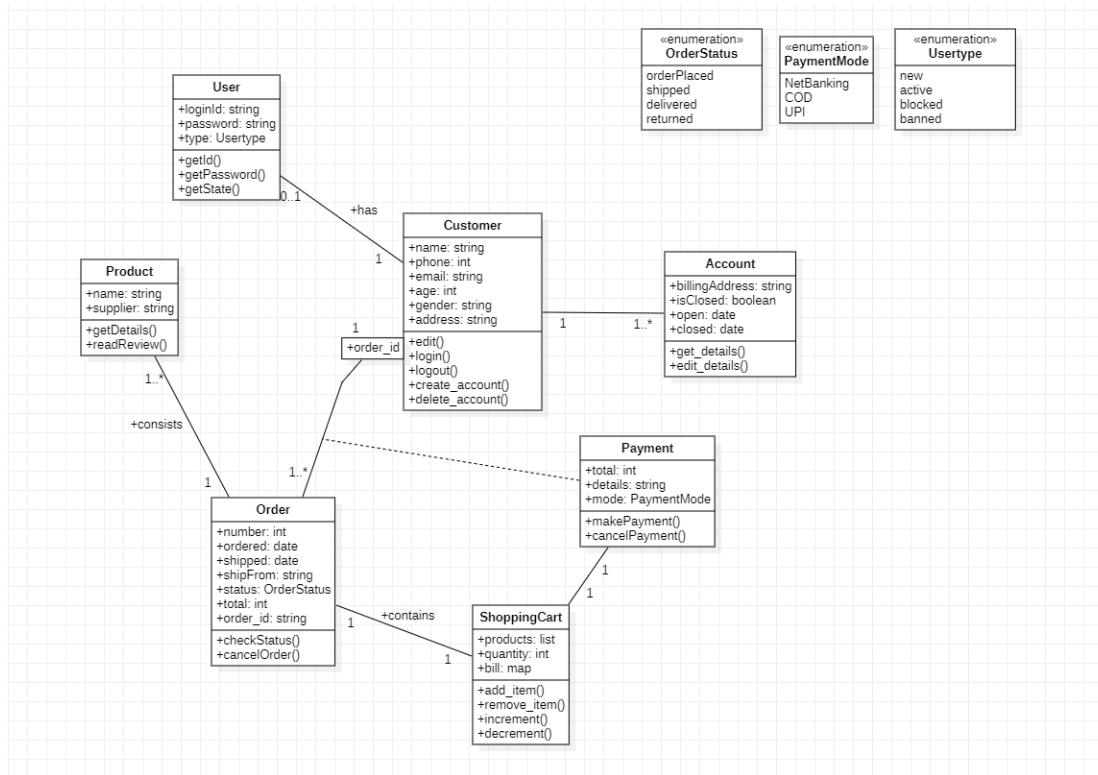 «enumeration»
OrderStatus
orderPlaced
shipped
delivered
returned
«enumeration»
PaymentMode
NetBanking
COD
UPI
«enumeration»
Usertype
new
active
blocked
banned
User
+loginId: string
+password: string
+type: Usertype
+getId()
+getPassword()
+getState()
0..1
+has
1
Customer
+name: string
+phone: int
+email: string
+age: int
+gender: string
+address: string
+edit()
+login()
+logout()
+create_account()
+delete_account()
1
1..*
Account
+billingAddress: string
+isClosed: boolean
+open: date
+closed: date
+get_details()
+edit_details()
Product
+name: string
+supplier: string
+getDetails()
+readReview()
1..*
+consists
1
1
+order_id
1..*
Order
+number: int
+ordered: date
+shipped: date
+shipFrom: string
+status: OrderStatus
+total: int
+order_id: string
+checkStatus()
+cancelOrder()
Payment
+total: int
+details: string
+mode: PaymentMode
+makePayment()
+cancelPayment()
1
1
+contains
1
1
ShoppingCart
+products: list
+quantity: int
+bill: map
+add_item()
+remove_item()
+increment()
+decrement()